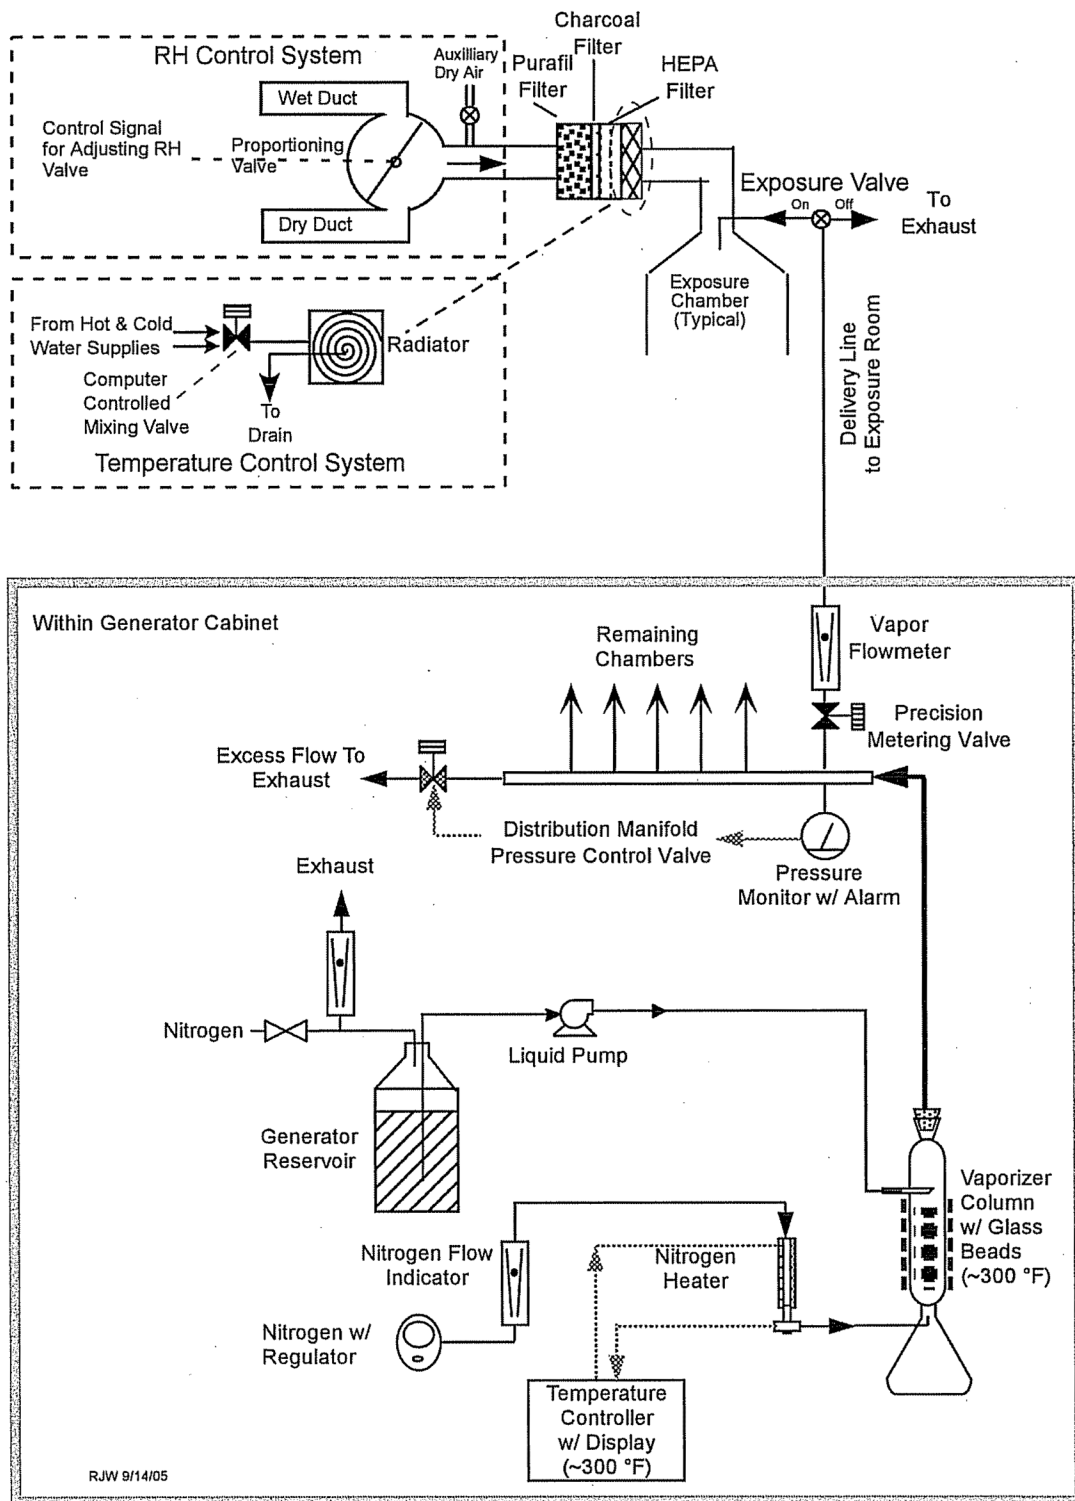 Charcoal
Filter
RH Control System
Auxilliary
Dry Air
Purafil
Filter
HEPA
Filter
Wet Duct
Control Signal
for Adjusting RH
Valve
Proportioning
Valve
Dry Duct
Exposure Valve
On
Off
To
Exhaust
Exposure
Chamber
(Typical)
From Hot & Cold
Water Supplies
Radiator
Computer
Controlled
Mixing Valve
To
Drain
Temperature Control System
Delivery Line
to Exposure Room
Within Generator Cabinet
Remaining
Chambers
Vapor
Flowmeter
Precision
Metering Valve
Excess Flow To
Exhaust
Distribution Manifold
Pressure Control Valve
Pressure
Monitor w/ Alarm
Exhaust
Nitrogen
Liquid Pump
Generator
Reservoir
Vaporizer
Column
w/ Glass
Beads
(~300 °F)
Nitrogen Flow
Indicator
Nitrogen
Heater
Nitrogen w/
Regulator
Temperature
Controller
w/ Display
(~300 °F)
RJW 9/14/05